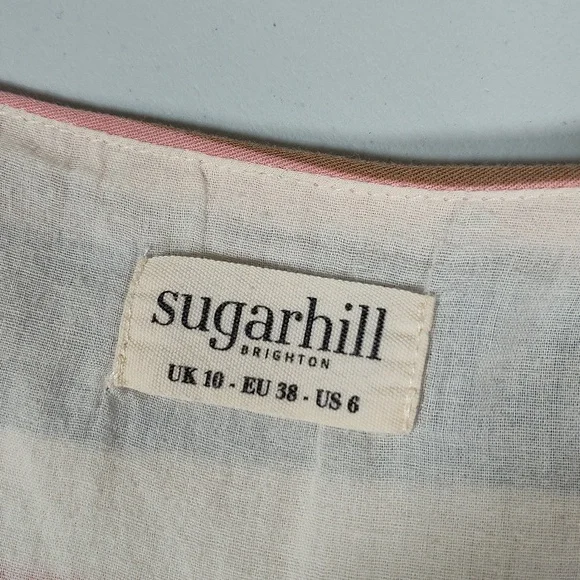 sugarhill
BRIGHTON
UK 10 - EU 38 - US 6